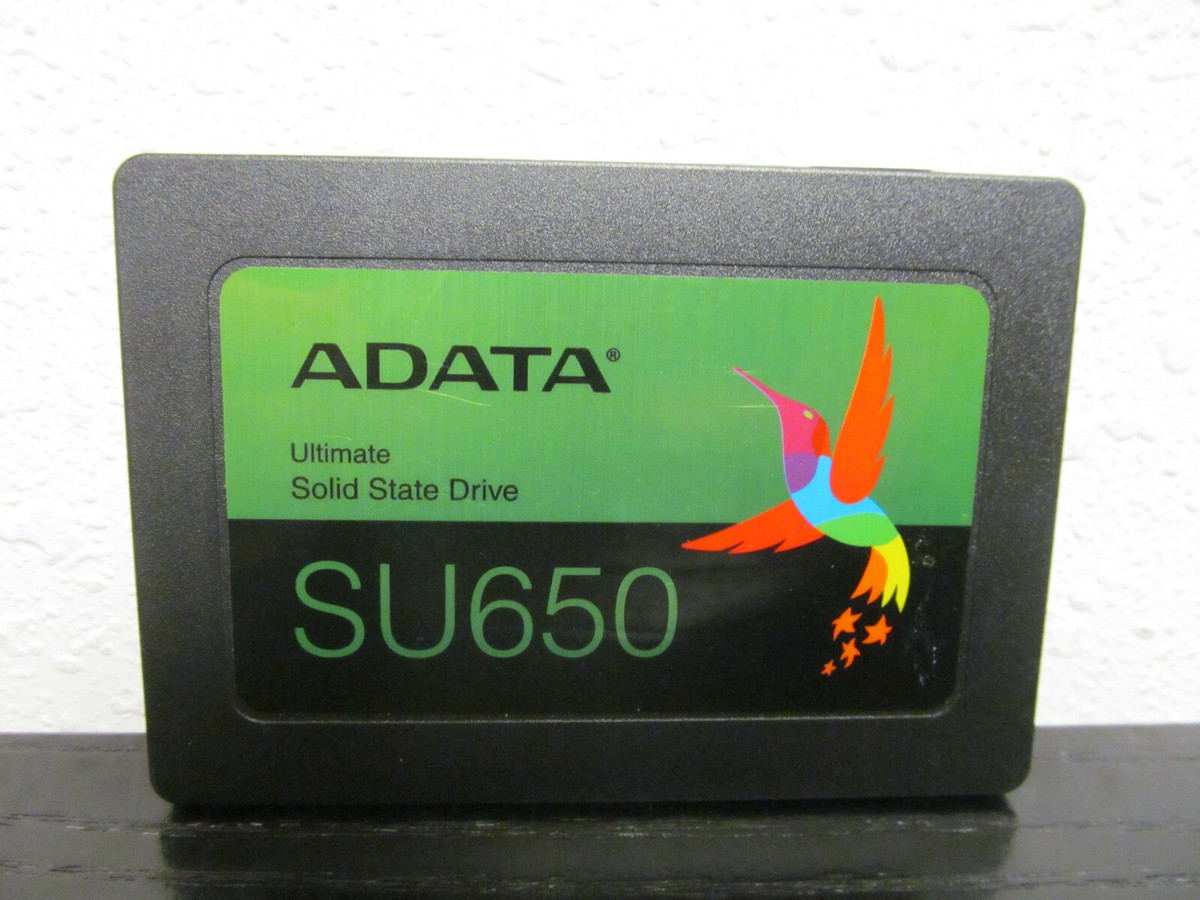 ADATA®
Ultimate
Solid State Drive
SU650